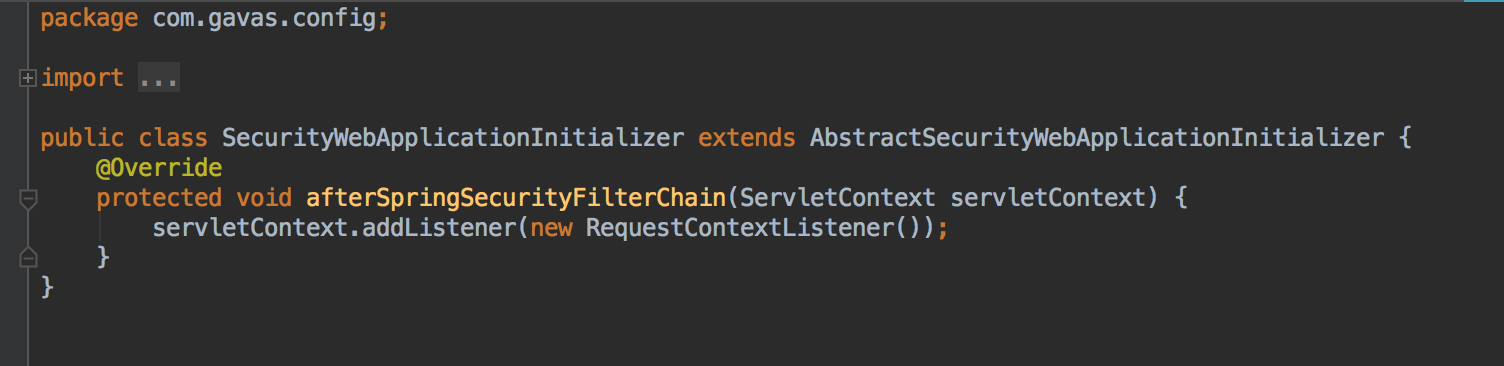 package com.gavas.config;
import ...
public class SecurityWebApplicationInitializer extends AbstractSecurityWebApplicationInitializer {
@Override
protected void afterSpringSecurityFilterChain(ServletContext servletContext) {
servletContext.addListener(new RequestContextListener());
}
}